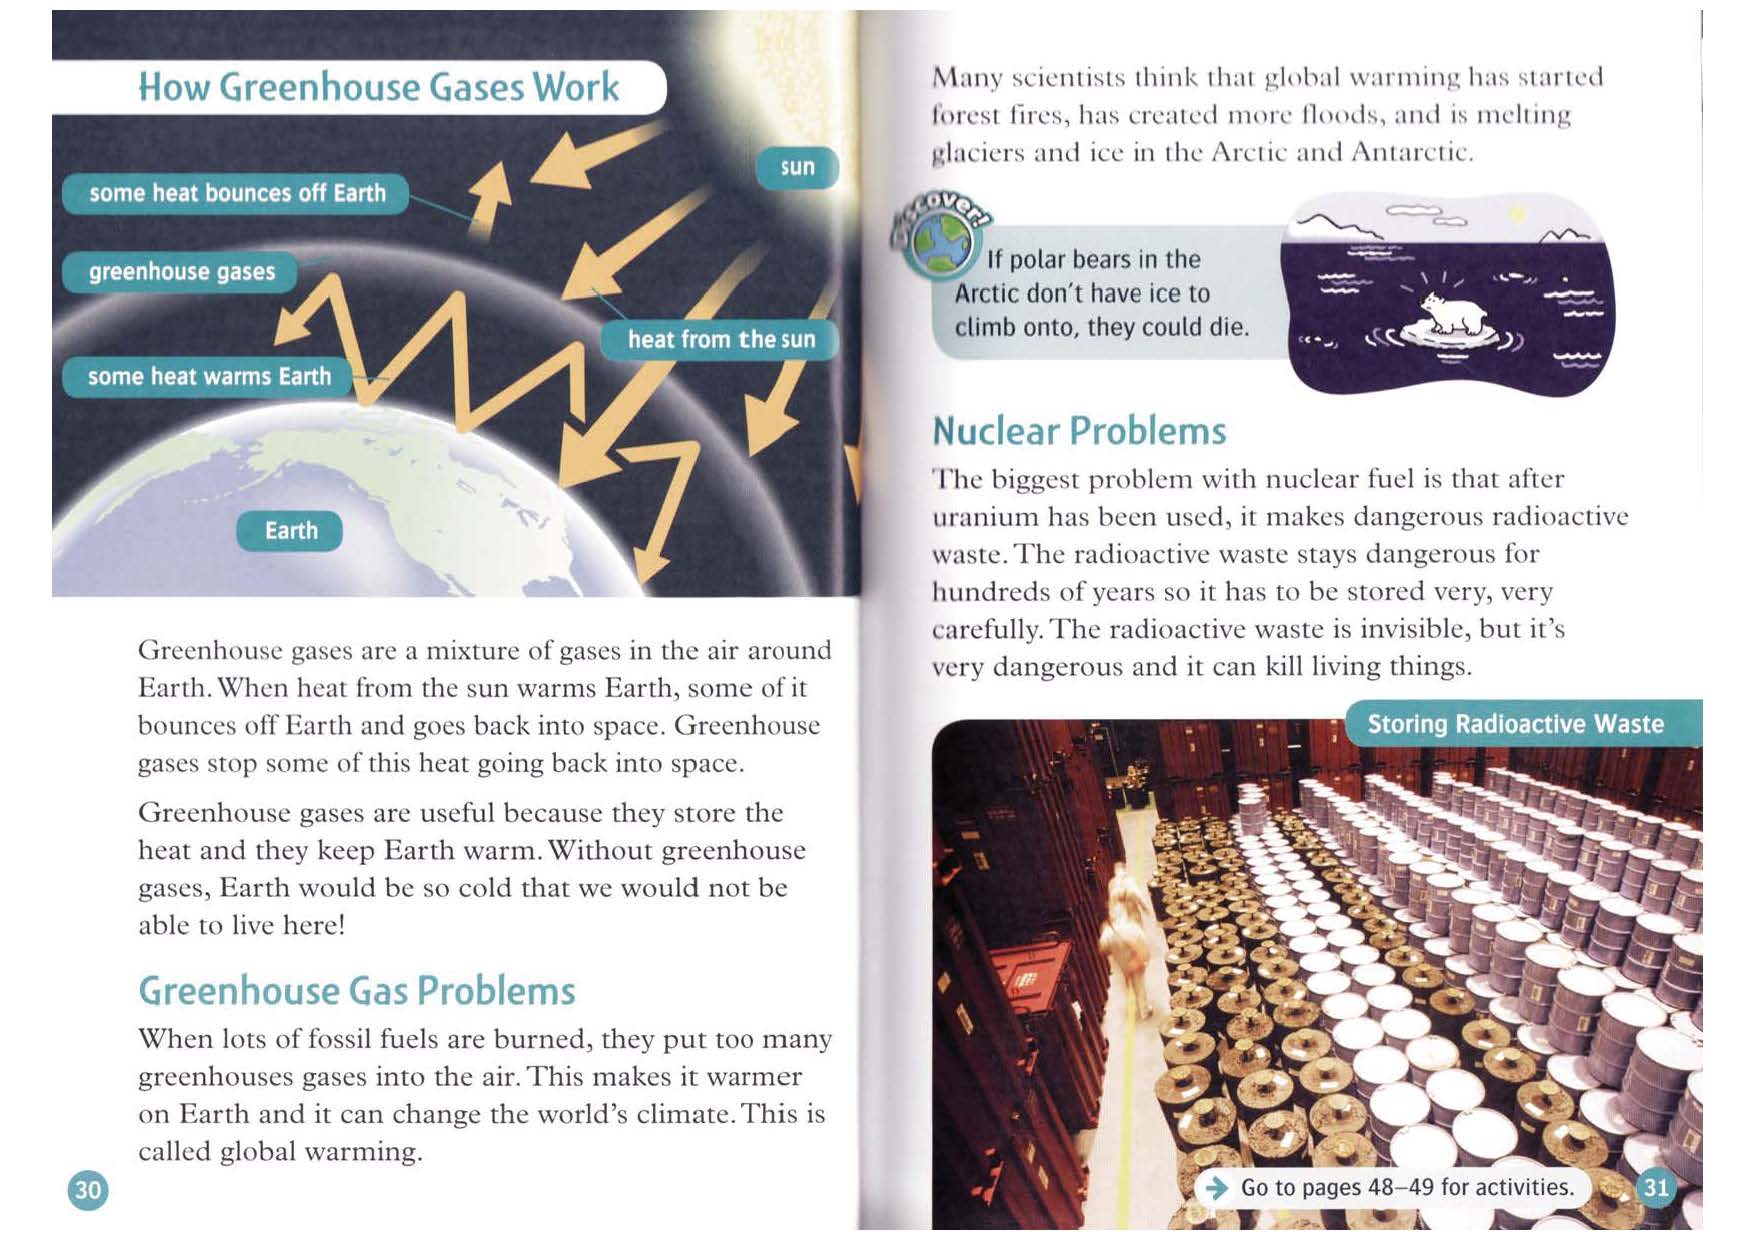 How Greenhouse Gases Work
sun
some heat bounces off Earth
greenhouse gases
heat from the sun
some heat warms Earth
Earth
Greenhouse gases are a mixture of gases in the air around
Earth. When heat from the sun warms Earth, some of it
bounces off Earth and goes back into space. Greenhouse
gases stop some of this heat going back into space.
Greenhouse gases are useful because they store the
heat and they keep Earth warm. Without greenhouse
gases, Earth would be so cold that we would not be
able to live here!
Greenhouse Gas Problems
When lots of fossil fuels are burned, they put too many
greenhouses gases into the air. This makes it warmer
on Earth and it can change the world's climate. This is
called global warming.
30
Many scientists think that global warming has started
forest fires, has created more floods, and is melting
glaciers and ice in the Arctic and Antarctic.
Discover!
If polar bears in the
Arctic don't have ice to
climb onto, they could die.
Nuclear Problems
The biggest problem with nuclear fuel is that after
uranium has been used, it makes dangerous radioactive
waste. The radioactive waste stays dangerous for
hundreds of years so it has to be stored very, very
carefully. The radioactive waste is invisible, but it's
very dangerous and it can kill living things.
Storing Radioactive Waste
→ Go to pages 48–49 for activities.
31